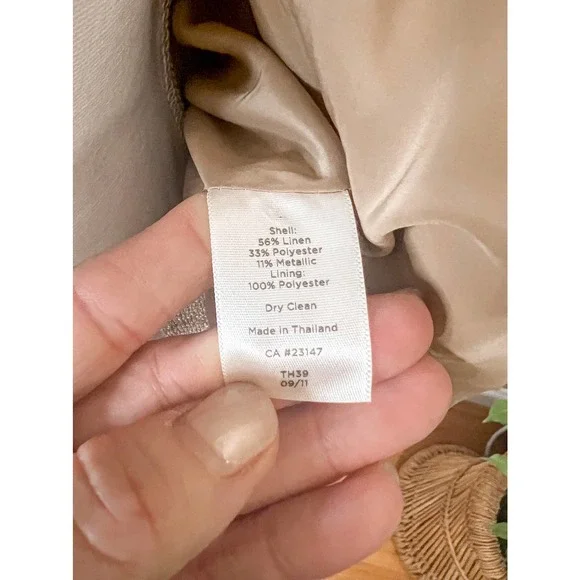 Shell:
56% Linen
33% Polyester
11% Metallic
Lining:
100% Polyester
Dry Clean
Made in Thailand
CA #23147
TH39
09/11